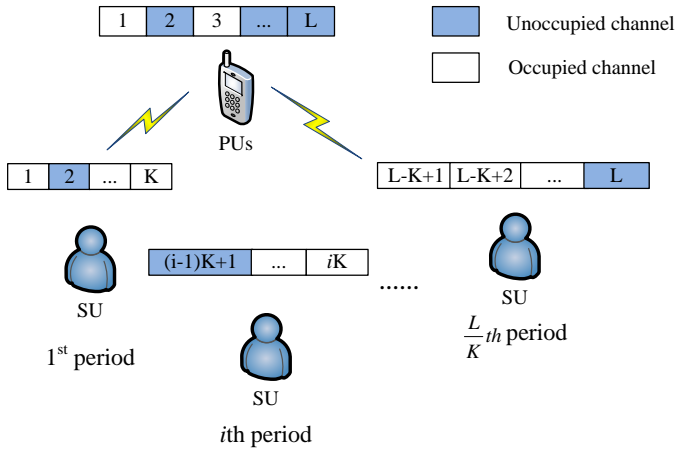 1 2 3 ... L
Unoccupied channel
Occupied channel
PUs
1 2 ... K
L-K+1 L-K+2 ... L
(i-1)K+1 ... iK
......
SU
SU
SU
1st period
L/K th period
ith period